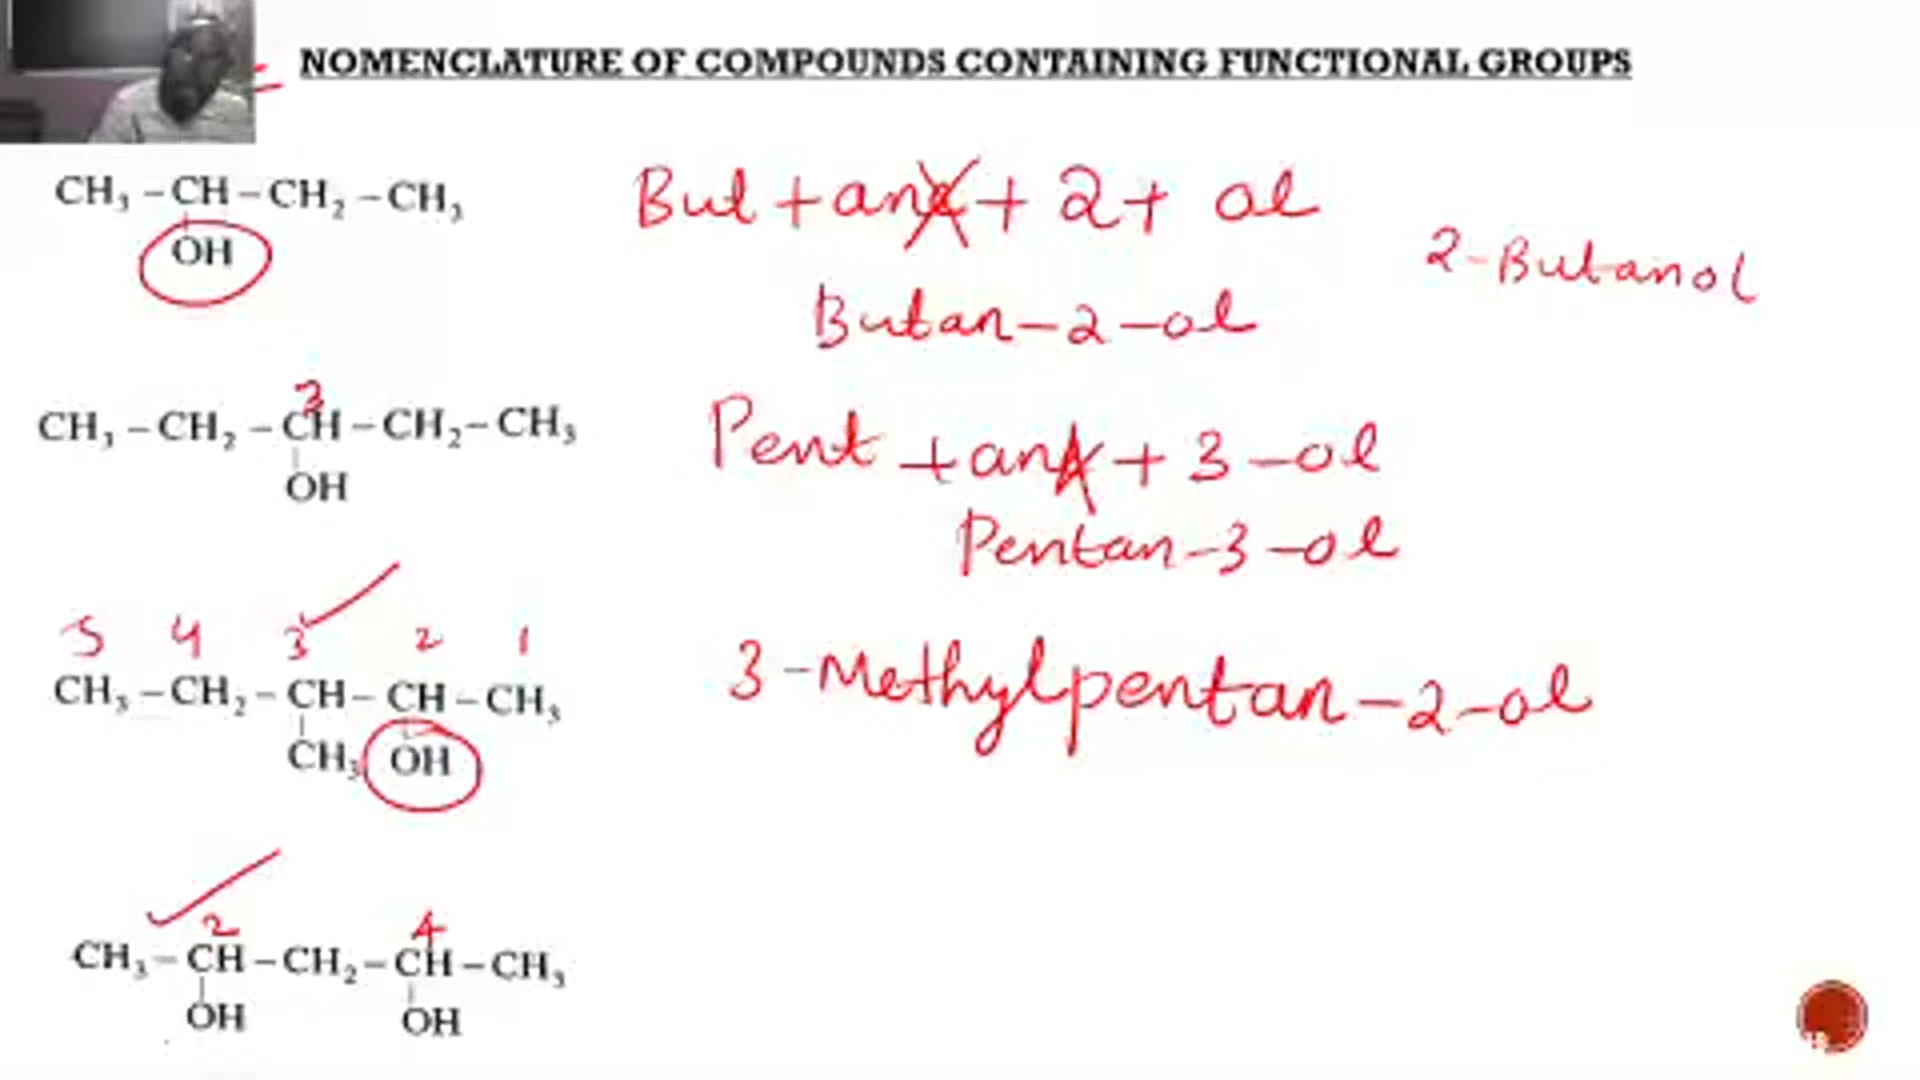 NOMENCLATURE OF COMPOUNDS CONTAINING FUNCTIONAL GROUPS
CH₃ – CH – CH₂ – CH₃
OH
But + ane + 2 + ol
2-Butanol
Butan-2-ol
3
CH₃ – CH₂ – CH – CH₂ – CH₃
OH
Pent + ane + 3 - ol
Pentan-3-ol
5 4 3 2 1
CH₃ – CH₂ – CH – CH – CH₃
CH₃ OH
3-Methylpentan-2-ol
2 4
CH₃ – CH – CH₂ – CH – CH₃
OH OH